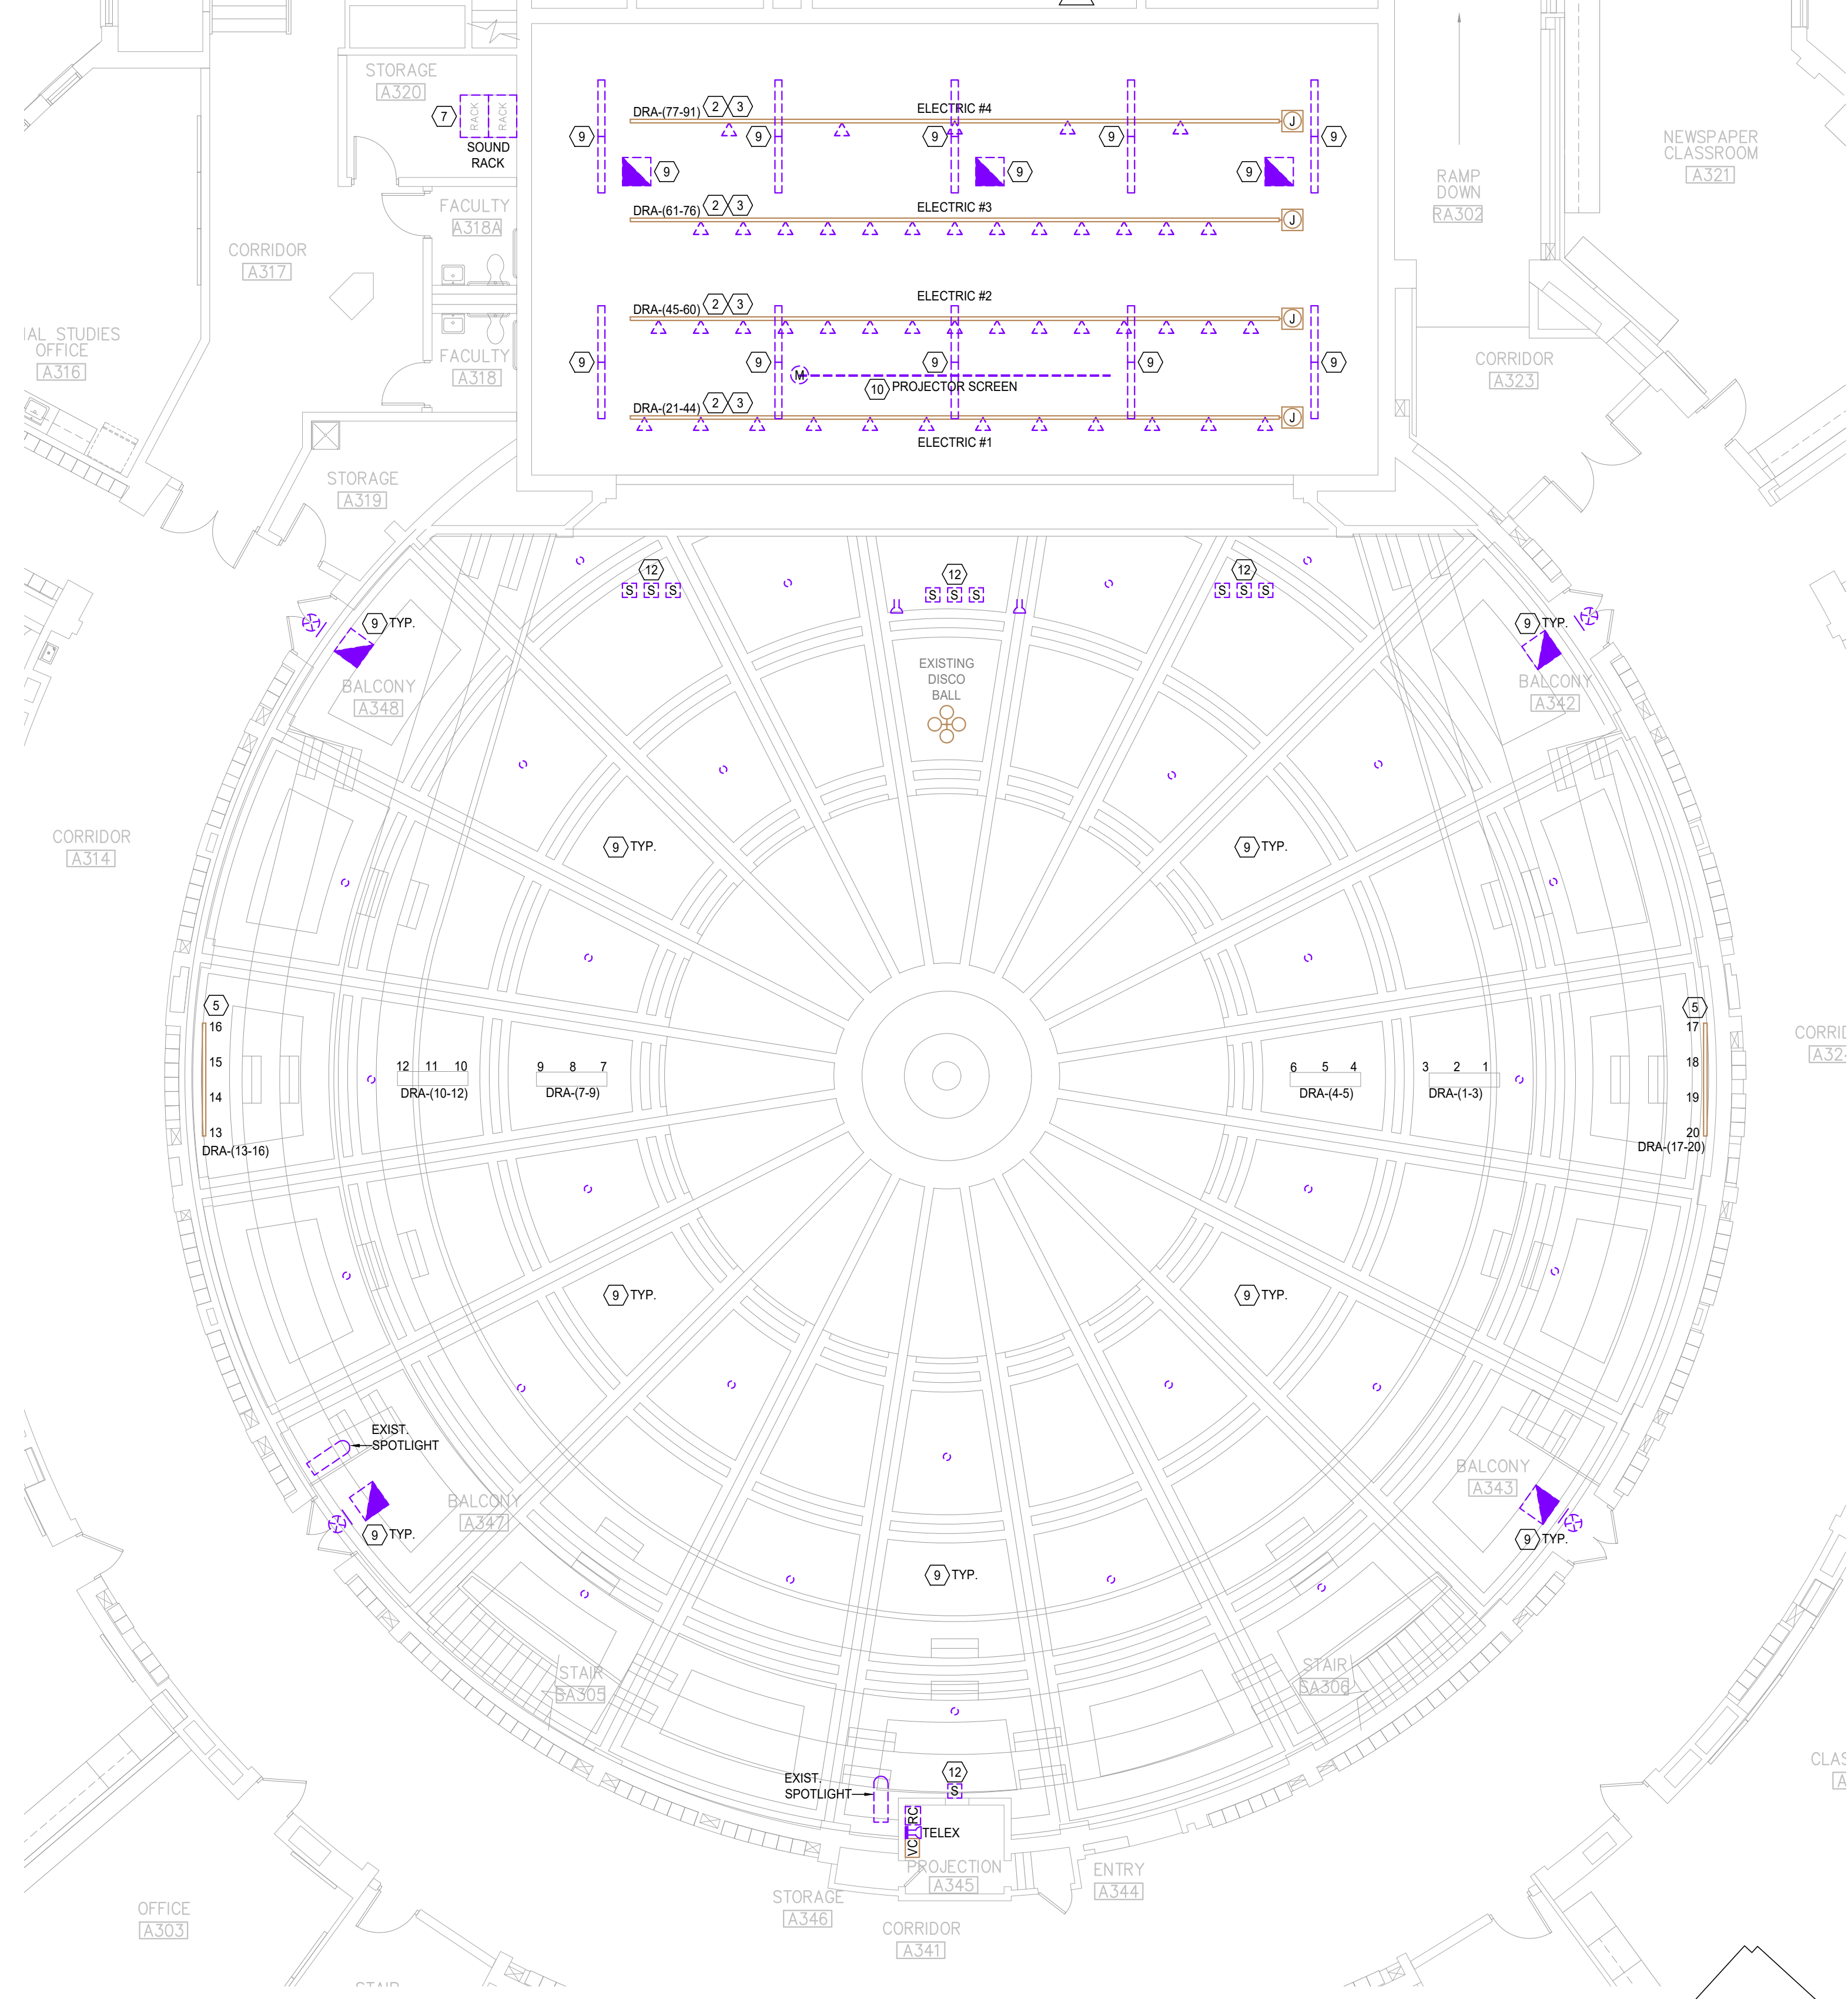 STORAGE
A320
7
RACK
RACK
SOUND
RACK
DRA-(77-91)
2
3
ELECTRIC #4
J
9
9
9
9
9
9
9
9
NEWSPAPER
CLASSROOM
A321
RAMP
DOWN
RA302
FACULTY
A318A
DRA-(61-76)
2
3
ELECTRIC #3
J
CORRIDOR
A317
DRA-(45-60)
2
3
ELECTRIC #2
J
IAL STUDIES
OFFICE
A316
FACULTY
A318
9
9
9
9
9
M
10
PROJECTOR SCREEN
CORRIDOR
A323
DRA-(21-44)
2
3
ELECTRIC #1
J
STORAGE
A319
12
S
S
S
12
S
S
S
12
S
S
S
9
TYP.
9
TYP.
EXISTING
DISCO
BALL
BALCONY
A348
BALCONY
A342
CORRIDOR
A314
9
TYP.
9
TYP.
5
16
15
14
13
DRA-(13-16)
12
11
10
DRA-(10-12)
9
8
7
DRA-(7-9)
6
5
4
DRA-(4-5)
3
2
1
DRA-(1-3)
5
17
18
19
20
DRA-(17-20)
CORRID
A324
9
TYP.
9
TYP.
EXIST.
SPOTLIGHT
BALCONY
A347
9
TYP.
BALCONY
A343
9
TYP.
9
TYP.
STAIR
SA305
STAIR
SA306
12
S
EXIST.
SPOTLIGHT
RC
TELEX
VC
PROJECTION
A345
ENTRY
A344
STORAGE
A346
CORRIDOR
A341
OFFICE
A303
CLAS
A
STAIR